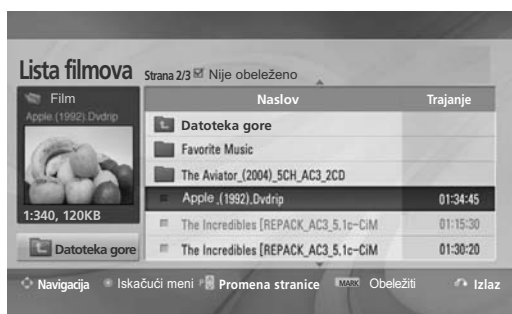 Lista filmova Strana 2/3 Nije obeleženo
Film
Apple.(1992).Dvdrip
1:340, 120KB
Datoteka gore
Naslov Trajanje
Datoteka gore
Favorite Music
The Aviator_(2004)_5CH_AC3_2CD
Apple_(1992).Dvdrip 01:34:45
The Incredibles [REPACK_AC3_5,1c-CiM 01:15:30
The Incredibles [REPACK_AC3_5,1c-CiM 01:30:20
Navigacija Iskačući meni P Promena stranice MARK Obeležiti Izlaz